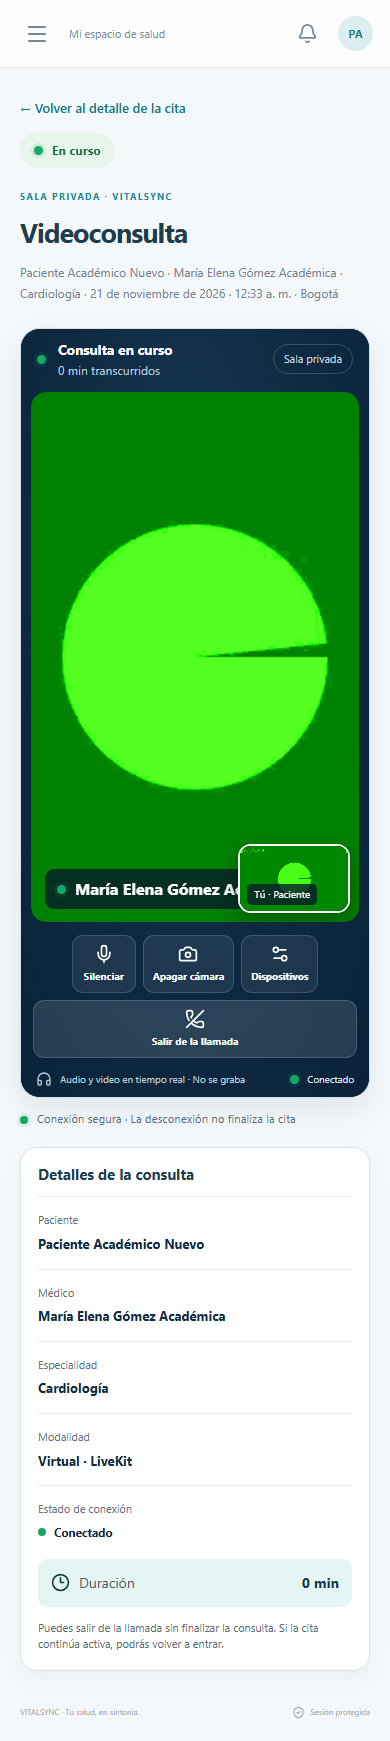 Mi espacio de salud
PA
← Volver al detalle de la cita
En curso
SALA PRIVADA · VITALSYNC
Videoconsulta
Paciente Académico Nuevo · María Elena Gómez Académica ·
Cardiología · 21 de noviembre de 2026 · 12:33 a. m. · Bogotá
Consulta en curso
0 min transcurridos
Sala privada
María Elena Gómez Ac
Tú · Paciente
Silenciar
Apagar cámara
Dispositivos
Salir de la llamada
Audio y video en tiempo real · No se graba
Conectado
Conexión segura · La desconexión no finaliza la cita
Detalles de la consulta
Paciente
Paciente Académico Nuevo
Médico
María Elena Gómez Académica
Especialidad
Cardiología
Modalidad
Virtual · LiveKit
Estado de conexión
Conectado
Duración
0 min
Puedes salir de la llamada sin finalizar la consulta. Si la cita
continúa activa, podrás volver a entrar.
VITALSYNC · Tu salud, en sintonía.
Sesión protegida